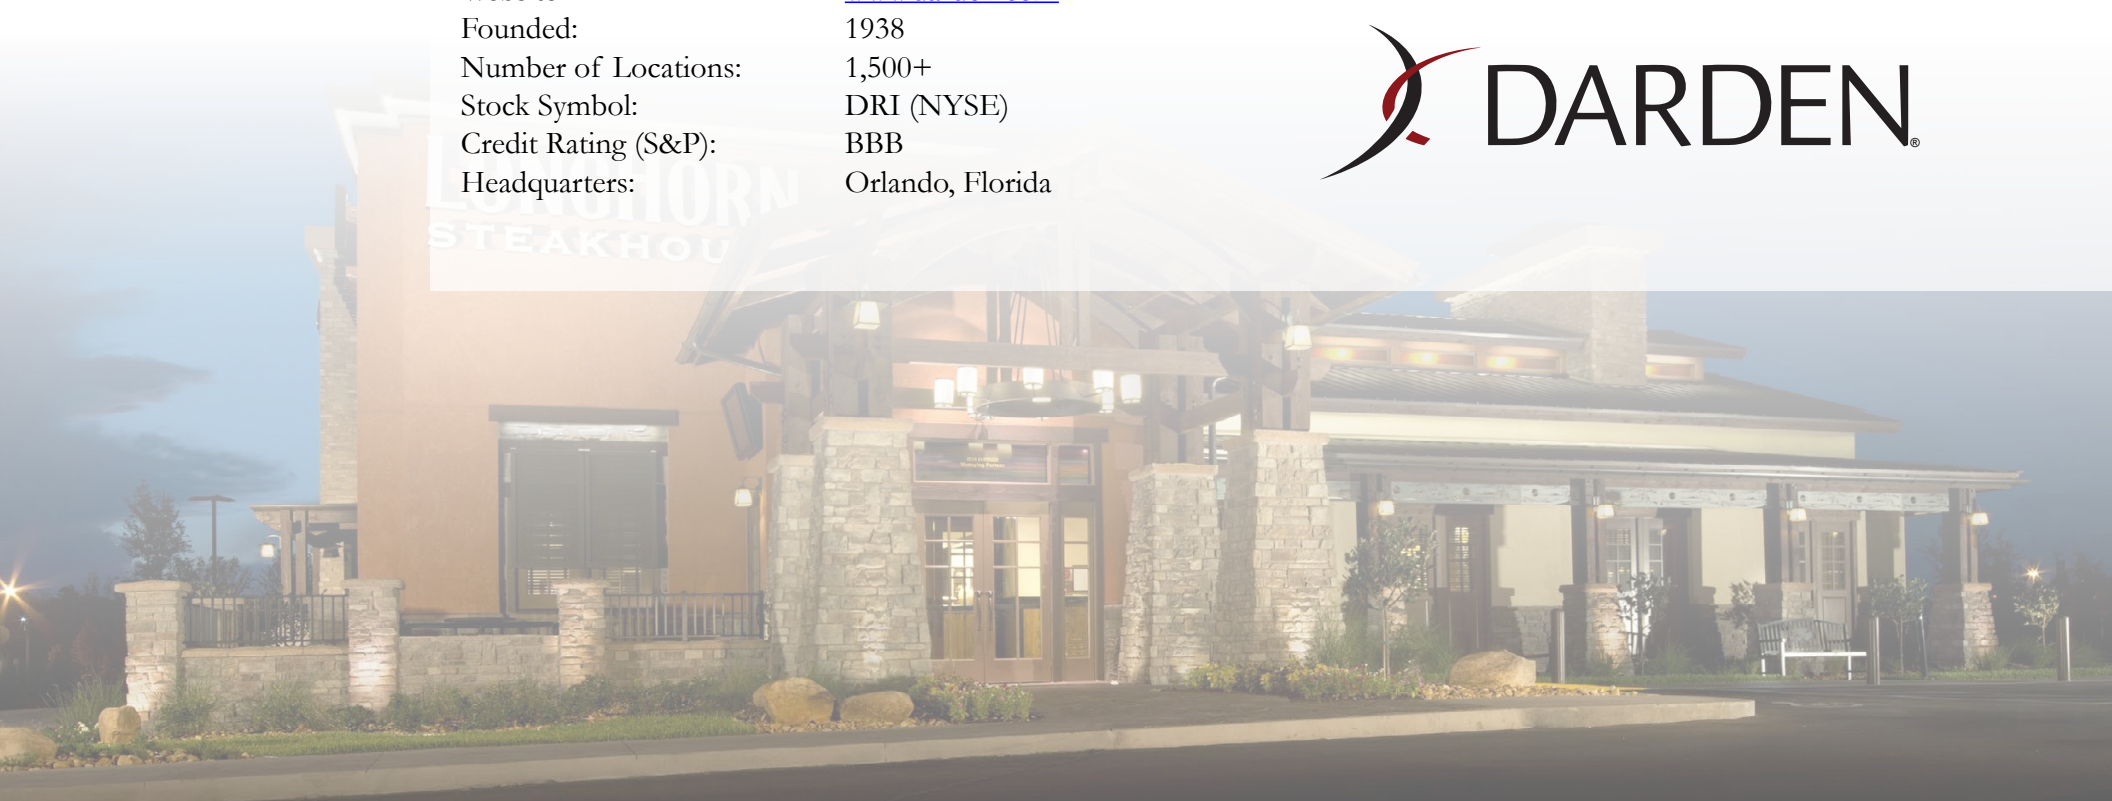 Founded: 1938
Number of Locations: 1,500+
Stock Symbol: DRI (NYSE)
Credit Rating (S&P): BBB
Headquarters: Orlando, Florida
DARDEN®
LONGHORN
STEAKHOU